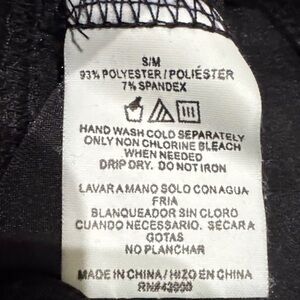 S/M
93% POLYESTER / POLIÉSTER
7% SPANDEX
HAND WASH COLD SEPARATELY
ONLY NON CHLORINE BLEACH
WHEN NEEDED
DRIP DRY. DO NOT IRON
LAVAR A MANO SOLO CON AGUA
FRIA
BLANQUEADOR SIN CLORO
CUANDO NECESSARIO. SECAR A
GOTAS
NO PLANCHAR
MADE IN CHINA / HIZO EN CHINA